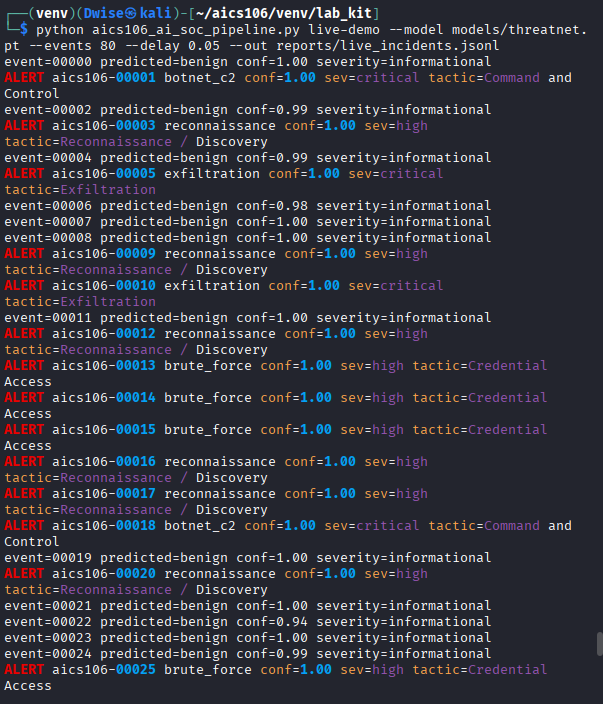 ┌──(venv)(Dwise㉿kali)-[~/aics106/venv/lab_kit]
└─$ python aics106_ai_soc_pipeline.py live-demo --model models/threatnet.
pt --events 80 --delay 0.05 --out reports/live_incidents.jsonl
event=00000 predicted=benign conf=1.00 severity=informational
ALERT aics106-00001 botnet_c2 conf=1.00 sev=critical tactic=Command and
Control
event=00002 predicted=benign conf=0.99 severity=informational
ALERT aics106-00003 reconnaissance conf=1.00 sev=high
tactic=Reconnaissance / Discovery
event=00004 predicted=benign conf=0.99 severity=informational
ALERT aics106-00005 exfiltration conf=1.00 sev=critical
tactic=Exfiltration
event=00006 predicted=benign conf=0.98 severity=informational
event=00007 predicted=benign conf=1.00 severity=informational
event=00008 predicted=benign conf=1.00 severity=informational
ALERT aics106-00009 reconnaissance conf=1.00 sev=high
tactic=Reconnaissance / Discovery
ALERT aics106-00010 exfiltration conf=1.00 sev=critical
tactic=Exfiltration
event=00011 predicted=benign conf=1.00 severity=informational
ALERT aics106-00012 reconnaissance conf=1.00 sev=high
tactic=Reconnaissance / Discovery
ALERT aics106-00013 brute_force conf=1.00 sev=high tactic=Credential
Access
ALERT aics106-00014 brute_force conf=1.00 sev=high tactic=Credential
Access
ALERT aics106-00015 brute_force conf=1.00 sev=high tactic=Credential
Access
ALERT aics106-00016 reconnaissance conf=1.00 sev=high
tactic=Reconnaissance / Discovery
ALERT aics106-00017 reconnaissance conf=1.00 sev=high
tactic=Reconnaissance / Discovery
ALERT aics106-00018 botnet_c2 conf=1.00 sev=critical tactic=Command and
Control
event=00019 predicted=benign conf=1.00 severity=informational
ALERT aics106-00020 reconnaissance conf=1.00 sev=high
tactic=Reconnaissance / Discovery
event=00021 predicted=benign conf=1.00 severity=informational
event=00022 predicted=benign conf=0.94 severity=informational
event=00023 predicted=benign conf=1.00 severity=informational
event=00024 predicted=benign conf=0.99 severity=informational
ALERT aics106-00025 brute_force conf=1.00 sev=high tactic=Credential
Access